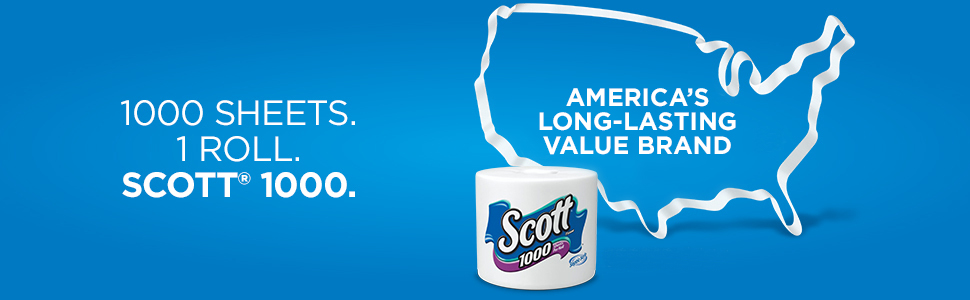 1000 SHEETS.
1 ROLL.
SCOTT® 1000.
AMERICA'S
LONG-LASTING
VALUE BRAND
Scott
1000